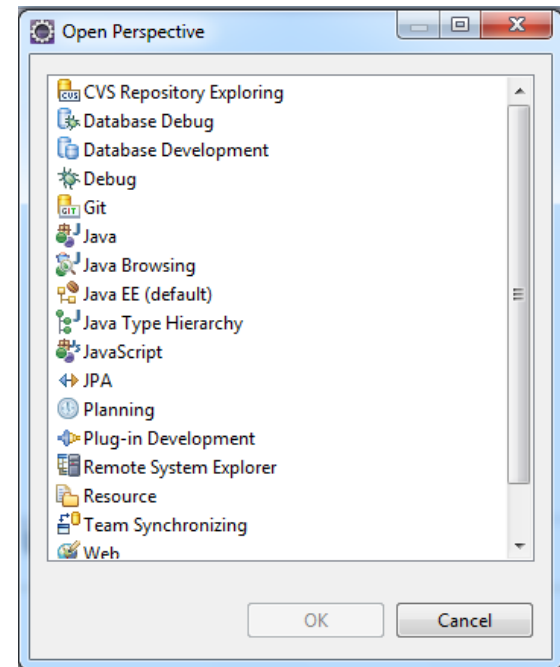 Open Perspective
CVS Repository Exploring
Database Debug
Database Development
Debug
GIT Git
Java
Java Browsing
Java EE (default)
Java Type Hierarchy
JavaScript
JPA
Planning
Plug-in Development
Remote System Explorer
Resource
Team Synchronizing
Web
OK Cancel